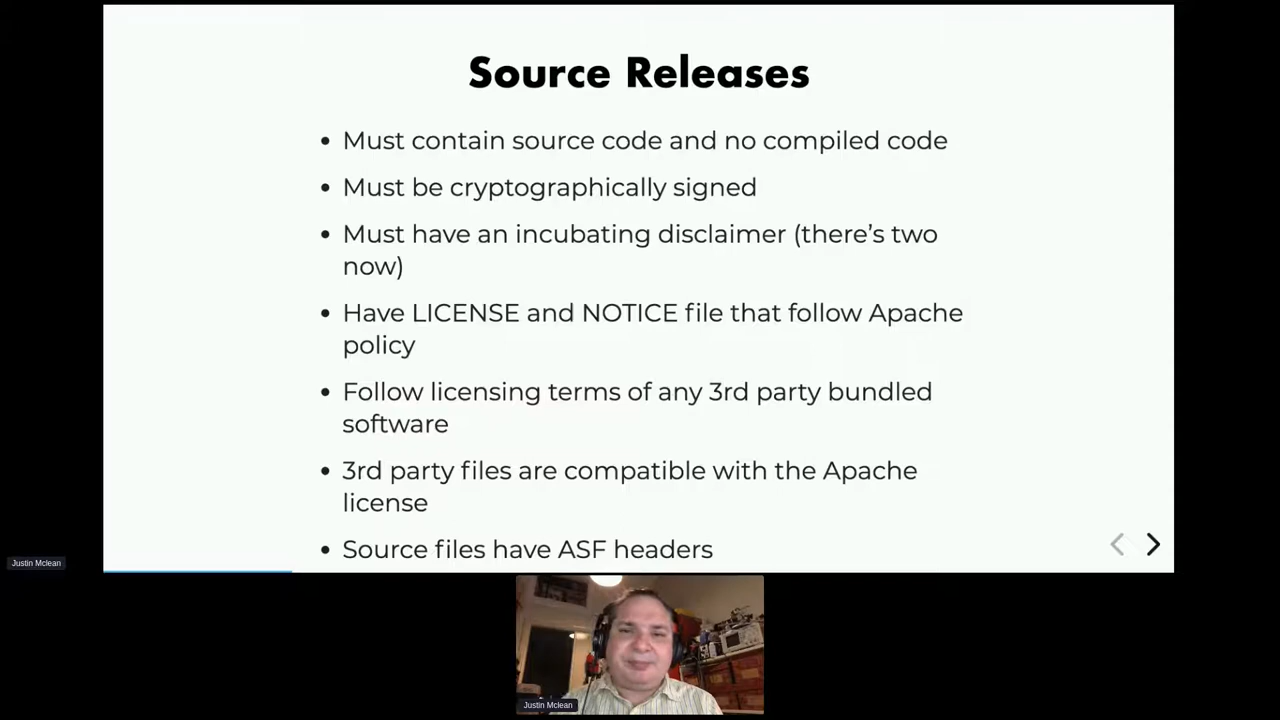 Source Releases
• Must contain source code and no compiled code
• Must be cryptographically signed
• Must have an incubating disclaimer (there’s two
now)
• Have LICENSE and NOTICE file that follow Apache
policy
• Follow licensing terms of any 3rd party bundled
software
• 3rd party files are compatible with the Apache
license
• Source files have ASF headers
Justin Mclean
Justin Mclean